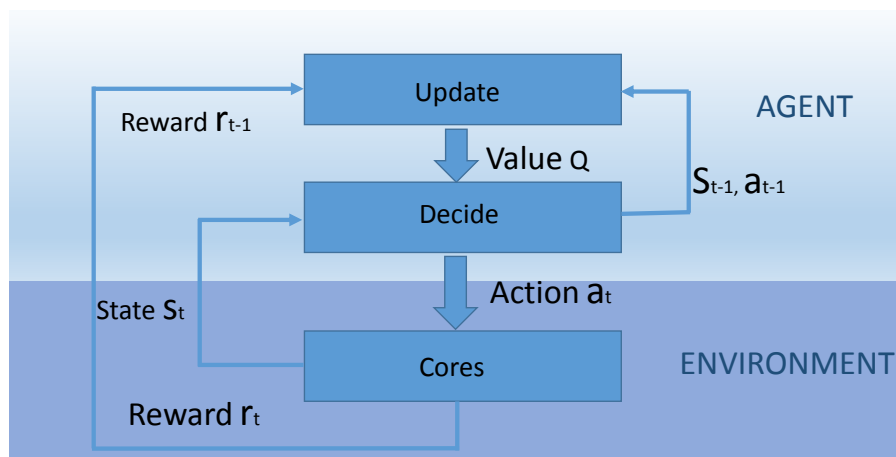 Update
AGENT
Reward rt-1
Value Q
St-1, at-1
Decide
Action at
State St
Cores
ENVIRONMENT
Reward rt